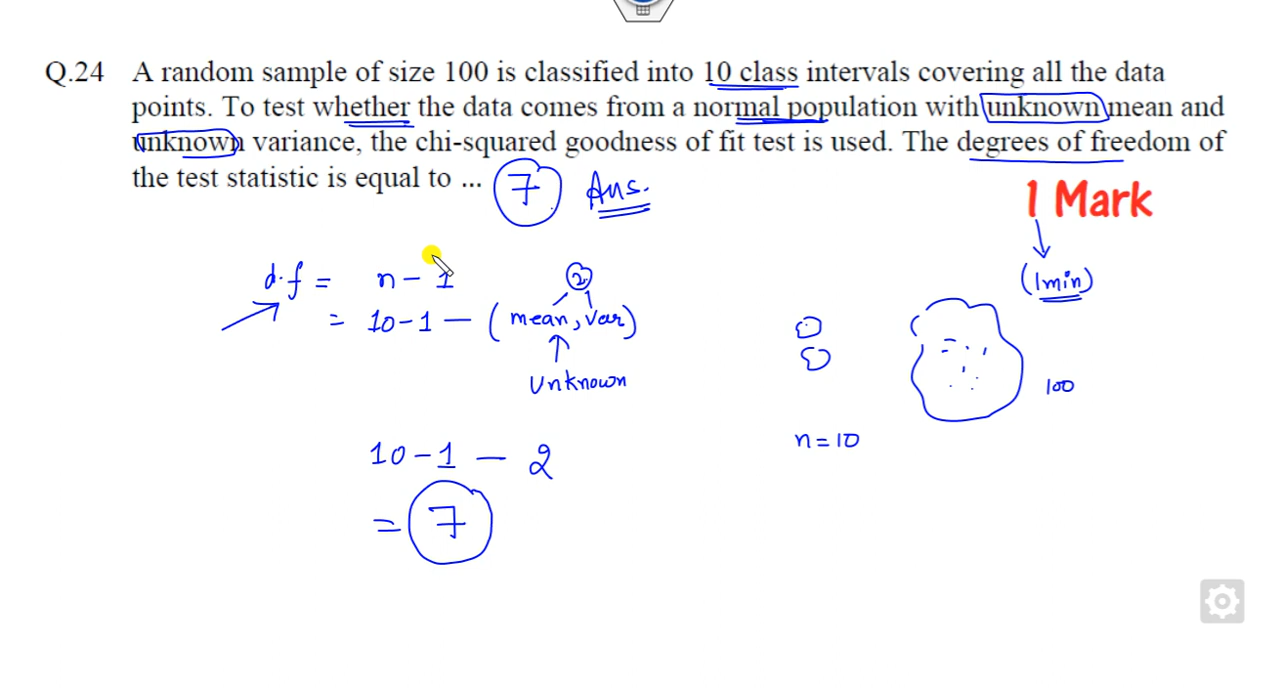 Q.24 A random sample of size 100 is classified into 10 class intervals covering all the data
points. To test whether the data comes from a normal population with unknown mean and
unknown variance, the chi-squared goodness of fit test is used. The degrees of freedom of
the test statistic is equal to ... 7 Ans.
1 Mark
(1min)
d.f = n - 1
2
= 10-1 - (mean, var)
Unknown
100
n = 10
10-1 - 2
= 7